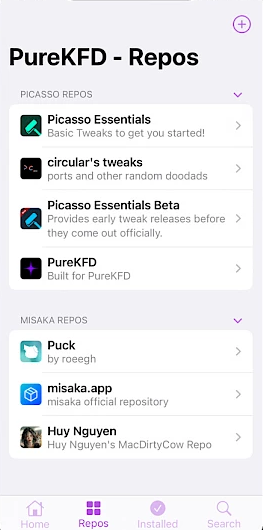 PureKFD - Repos
PICASSO REPOS
Picasso Essentials
Basic Tweaks to get you started!
>c_
circular's tweaks
ports and other random doodads
Picasso Essentials Beta
Provides early tweak releases before
they come out officially.
PureKFD
Built for PureKFD
MISAKA REPOS
Puck
by roeegh
misaka.app
misaka official repository
Huy Nguyen
Huy Nguyen's MacDirtyCow Repo
Home
Repos
Installed
Search